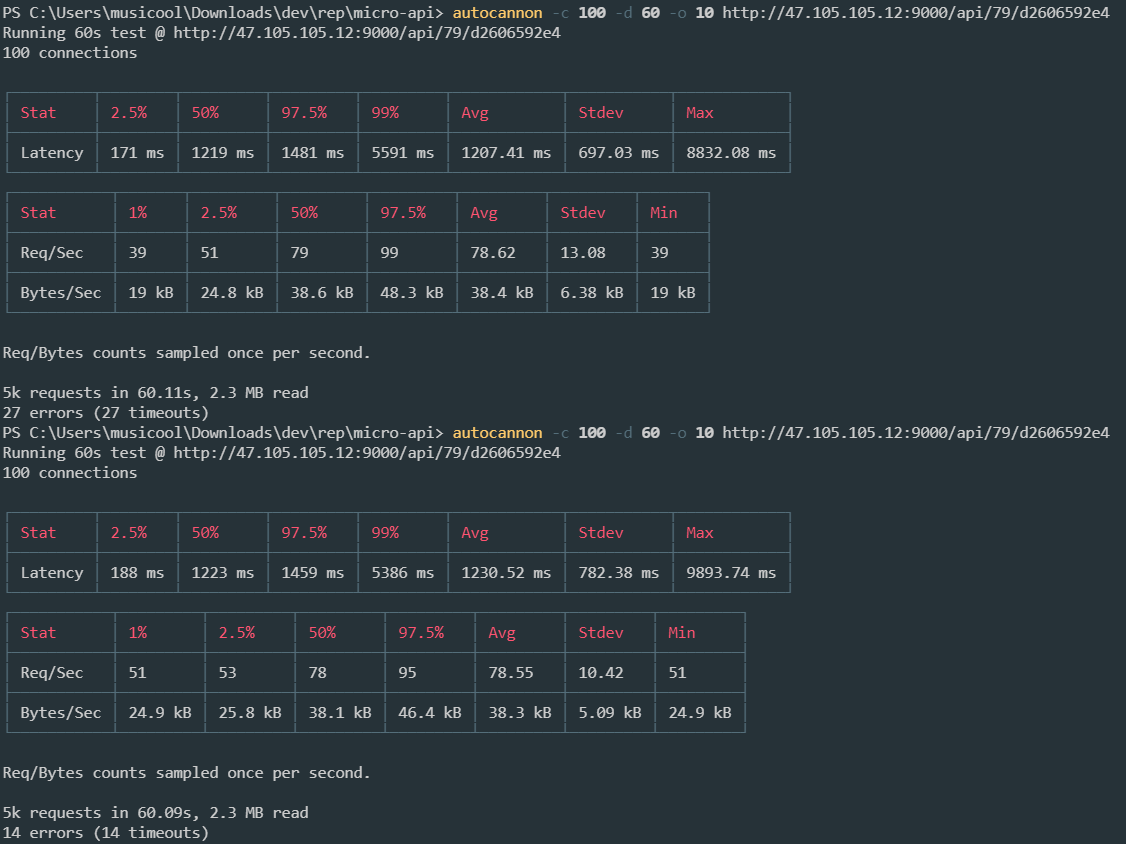 PS C:\Users\musicool\Downloads\dev\rep\micro-api> autocannon -c 100 -d 60 -o 10 http://47.105.105.12:9000/api/79/d2606592e4
Running 60s test @ http://47.105.105.12:9000/api/79/d2606592e4
100 connections
Stat 2.5% 50% 97.5% 99% Avg Stdev Max
Latency 171 ms 1219 ms 1481 ms 5591 ms 1207.41 ms 697.03 ms 8832.08 ms
Stat 1% 2.5% 50% 97.5% Avg Stdev Min
Req/Sec 39 51 79 99 78.62 13.08 39
Bytes/Sec 19 kB 24.8 kB 38.6 kB 48.3 kB 38.4 kB 6.38 kB 19 kB
Req/Bytes counts sampled once per second.
5k requests in 60.11s, 2.3 MB read
27 errors (27 timeouts)
PS C:\Users\musicool\Downloads\dev\rep\micro-api> autocannon -c 100 -d 60 -o 10 http://47.105.105.12:9000/api/79/d2606592e4
Running 60s test @ http://47.105.105.12:9000/api/79/d2606592e4
100 connections
Stat 2.5% 50% 97.5% 99% Avg Stdev Max
Latency 188 ms 1223 ms 1459 ms 5386 ms 1230.52 ms 782.38 ms 9893.74 ms
Stat 1% 2.5% 50% 97.5% Avg Stdev Min
Req/Sec 51 53 78 95 78.55 10.42 51
Bytes/Sec 24.9 kB 25.8 kB 38.1 kB 46.4 kB 38.3 kB 5.09 kB 24.9 kB
Req/Bytes counts sampled once per second.
5k requests in 60.09s, 2.3 MB read
14 errors (14 timeouts)